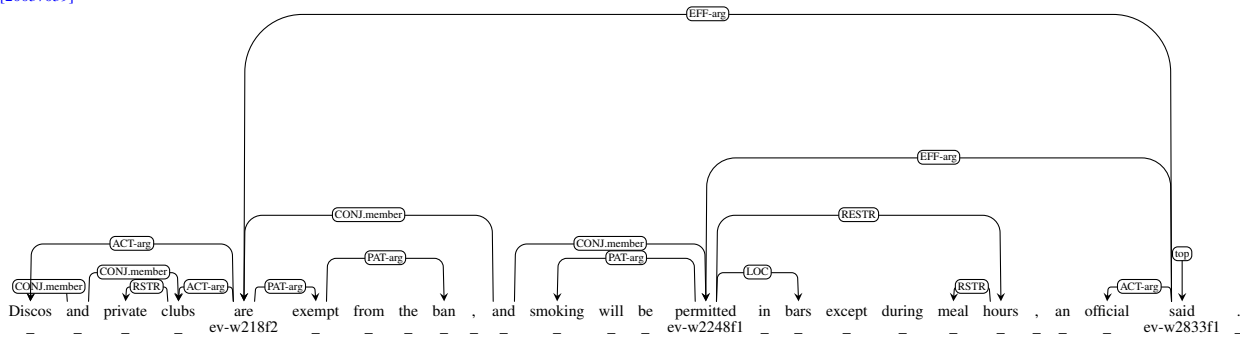 EFF-arg
EFF-arg
CONJ.member RESTR
ACT-arg CONJ.member
top
PAT-arg PAT-arg
CONJ.member LOC
CONJ.member RSTR ACT-arg PAT-arg RSTR ACT-arg
Discos and private clubs are exempt from the ban , and smoking will be permitted in bars except during meal hours , an official said .
_ _ _ _ ev-w218f2 _ _ _ _ _ _ _ _ _ ev-w2248f1 _ _ _ _ _ _ _ _ _ ev-w2833f1 _